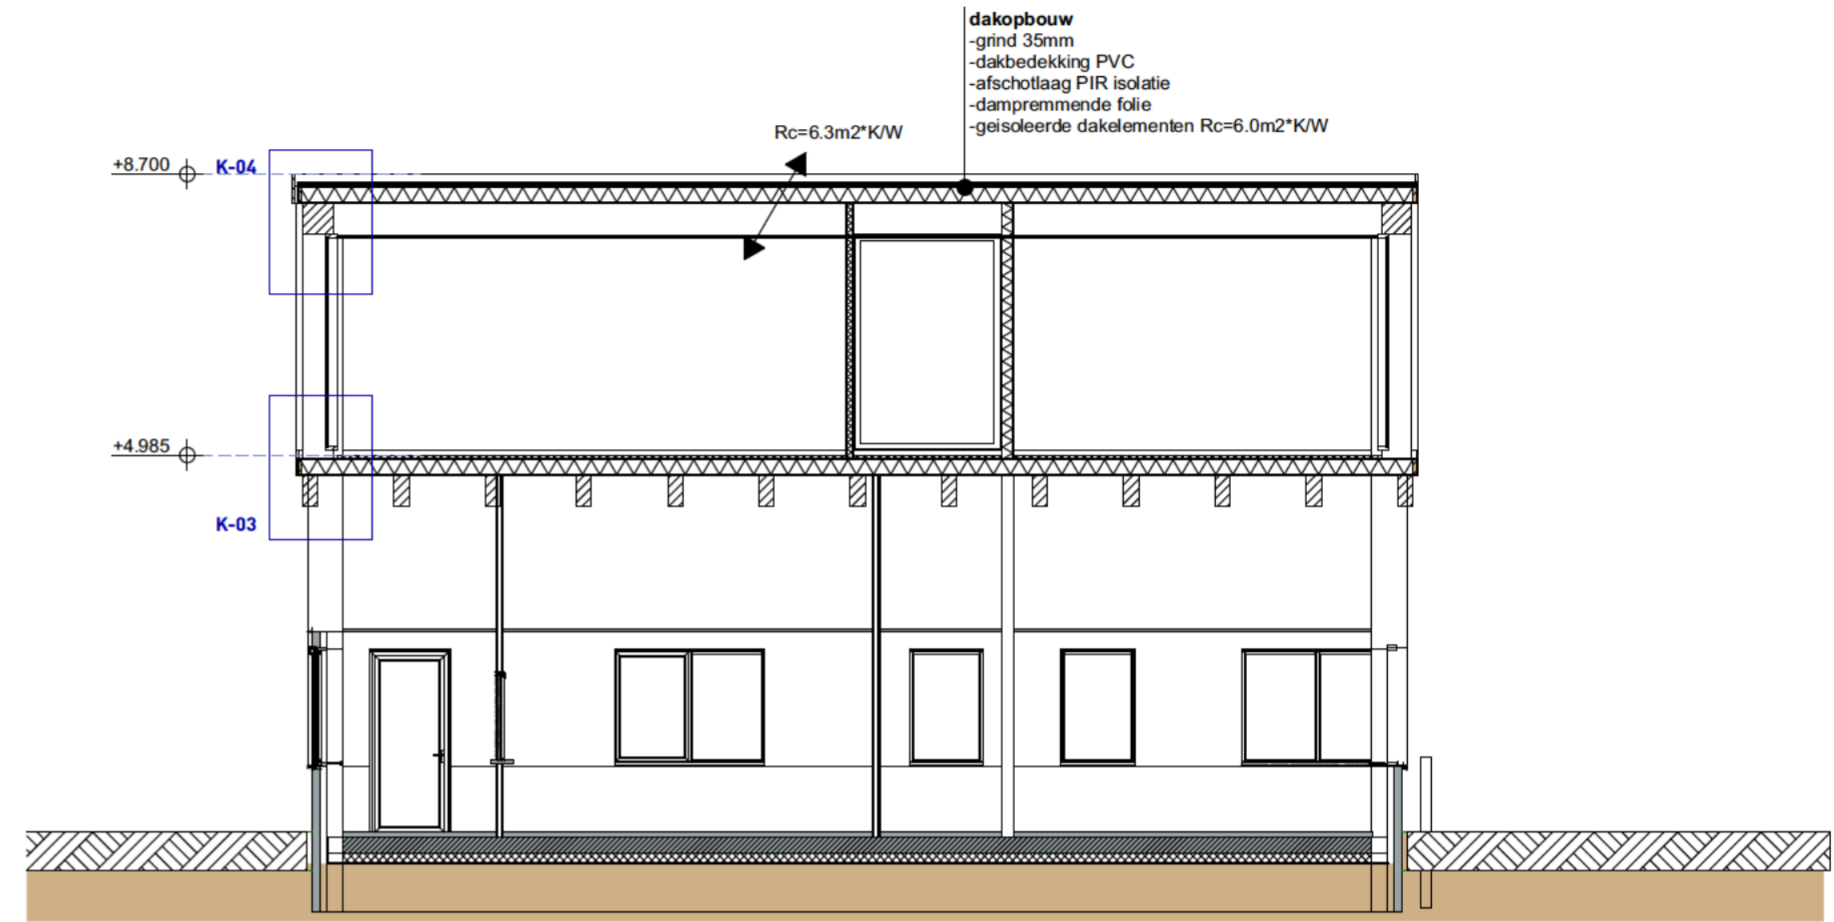 dakopbouw
-grind 35mm
-dakbedekking PVC
-afschotlaag PIR isolatie
-dampremmende folie
-geisoleerde dakelementen Rc=6.0m2*K/W
Rc=6.3m2*K/W
+8.700
K-04
+4.985
K-03